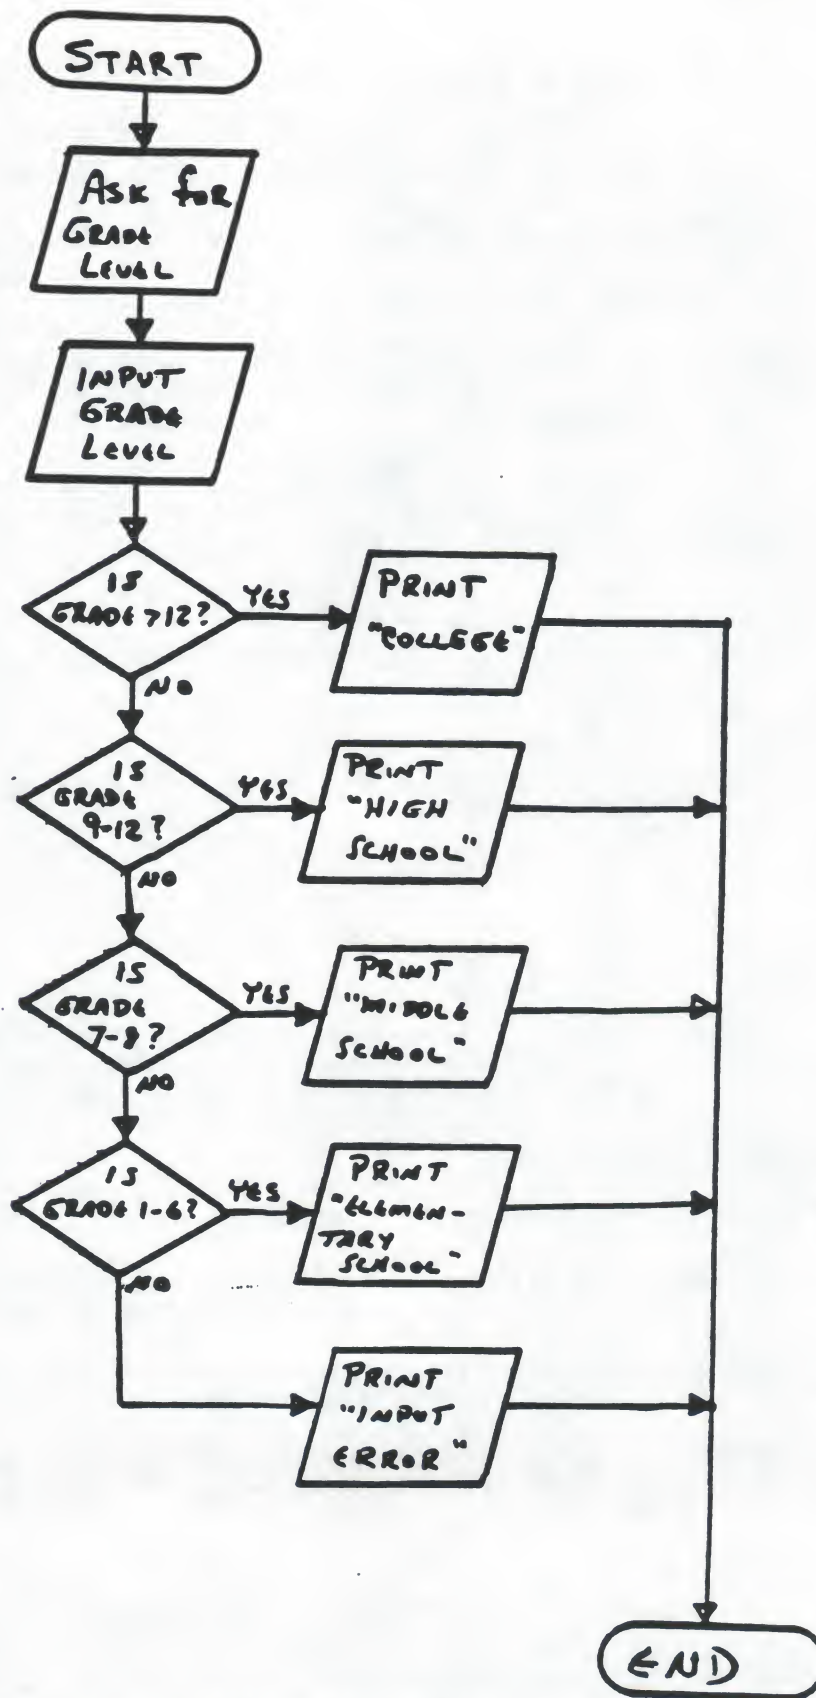 START
ASK for
GRADE
LEVEL
INPUT
GRADE
LEVEL
IS
GRADE >12?
YES
PRINT
"COLLEGE"
NO
IS
GRADE
9-12?
YES
PRINT
"HIGH
SCHOOL"
NO
IS
GRADE
7-8?
YES
PRINT
"MIDDLE
SCHOOL"
NO
IS
GRADE 1-6?
YES
PRINT
"ELEMEN-
TARY
SCHOOL"
NO
PRINT
"INPUT
ERROR"
END